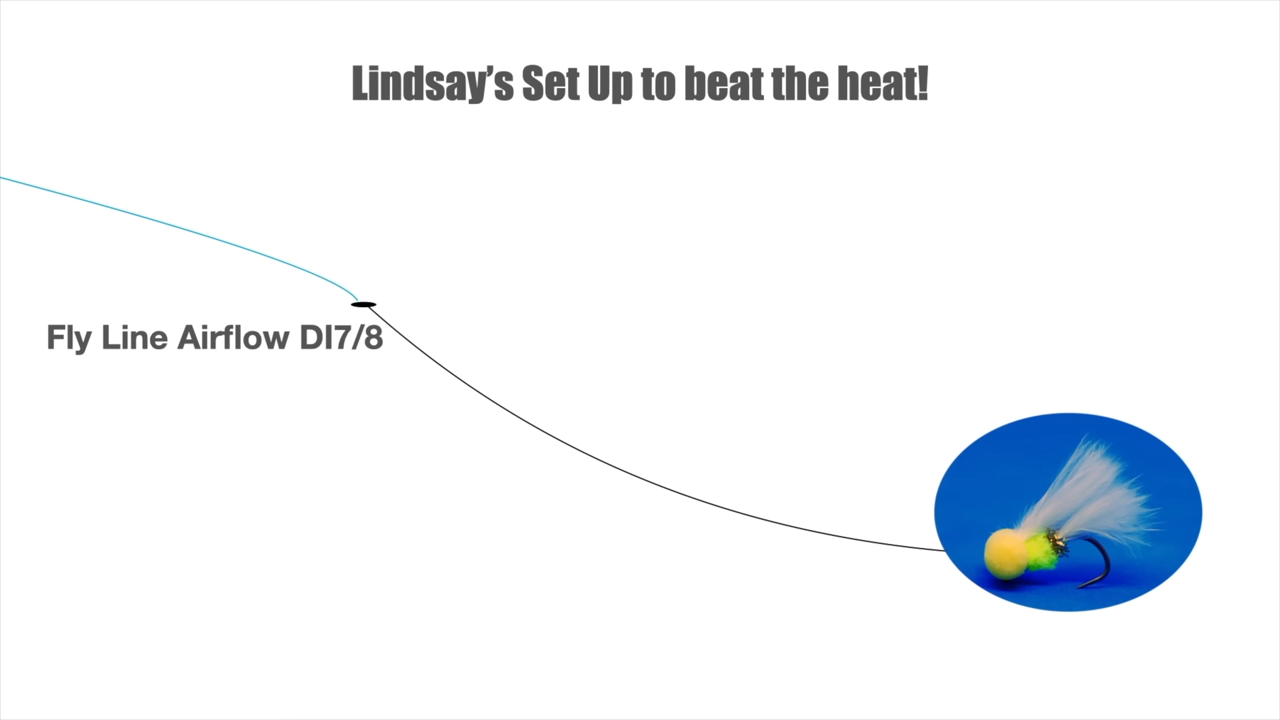 Lindsay’s Set Up to beat the heat!
Fly Line Airflow DI7/8